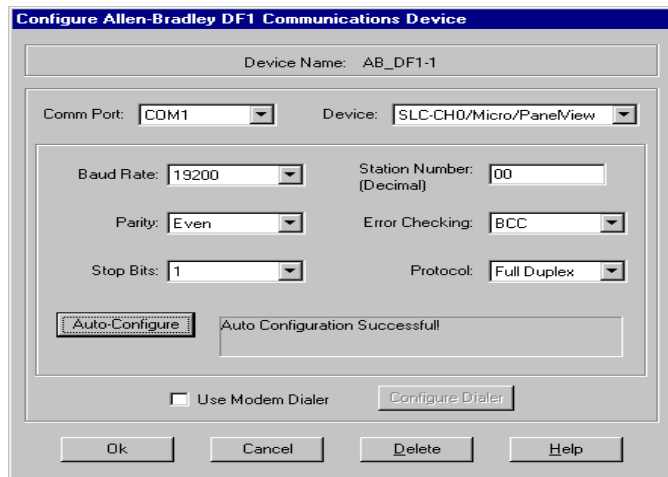 Configure Allen-Bradley DF1 Communications Device
Device Name: AB_DF1-1
Comm Port: COM1 Device: SLC-CH0/Micro/PanelView
Baud Rate: 19200 Station Number: (Decimal) 00
Parity: Even Error Checking: BCC
Stop Bits: 1 Protocol: Full Duplex
Auto-Configure Auto Configuration Successful!
Use Modem Dialer Configure Dialer
Ok Cancel Delete Help